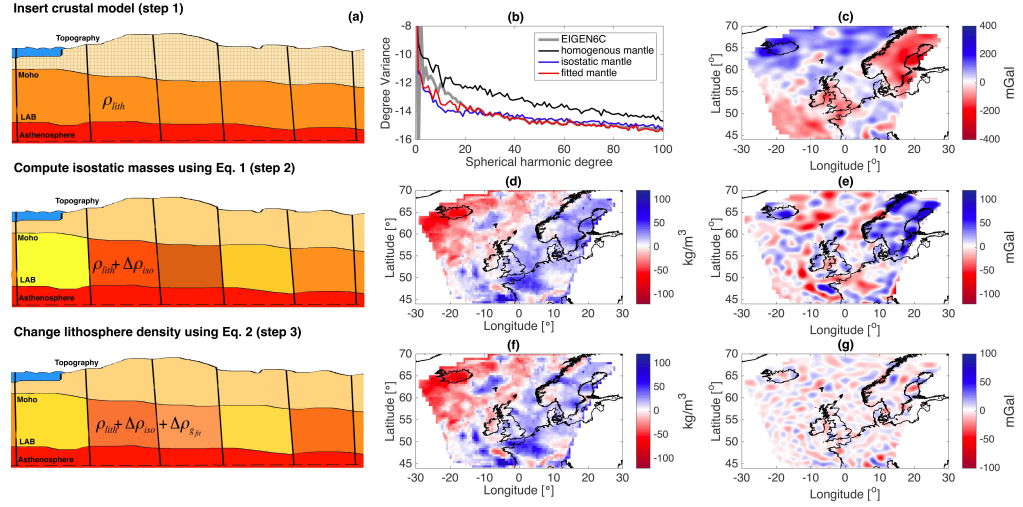 Insert crustal model (step 1)
(a)
Topography
Moho
ρlith
LAB
Asthenosphere
Compute isostatic masses using Eq. 1 (step 2)
Moho
ρlith + Δρiso
LAB
Asthenosphere
Change lithosphere density using Eq. 2 (step 3)
Topography
Moho
ρlith + Δρiso + Δρg fit
LAB
Asthenosphere
(b)
-8
-10
-12
-14
-16
Degree Variance
EIGEN6C
homogenous mantle
isostatic mantle
fitted mantle
0 20 40 60 80 100
Spherical harmonic degree
(c)
70
65
60
55
50
45
Latitude [o]
-30 -20 -10 0 10 20 30
Longitude [o]
400
200
0
-200
-400
mGal
(d)
70
65
60
55
50
45
Latitude [°]
-30 -20 -10 0 10 20 30
Longitude [°]
100
50
0
-50
-100
kg/m3
(e)
70
65
60
55
50
45
Latitude [o]
-30 -20 -10 0 10 20 30
Longitude [o]
100
50
0
-50
-100
mGal
(f)
70
65
60
55
50
45
Latitude [°]
-30 -20 -10 0 10 20 30
Longitude [°]
100
50
0
-50
-100
kg/m3
(g)
70
65
60
55
50
45
Latitude [o]
-30 -20 -10 0 10 20 30
Longitude [o]
100
50
0
-50
-100
mGal